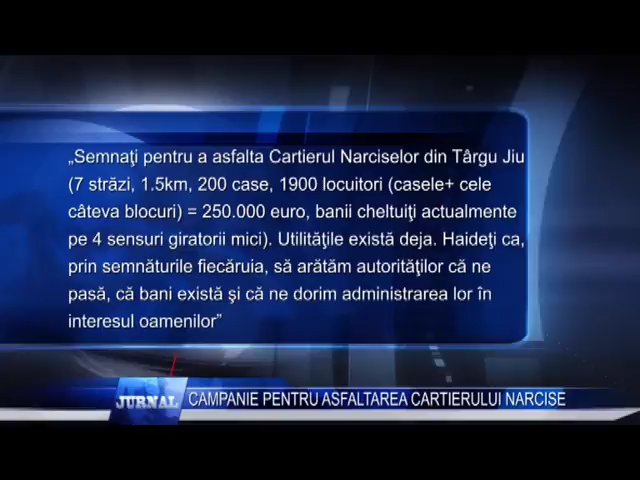 „Semnaţi pentru a asfalta Cartierul Narciselor din Târgu Jiu
(7 străzi, 1.5km, 200 case, 1900 locuitori (casele+ cele
câteva blocuri) = 250.000 euro, banii cheltuiţi actualmente
pe 4 sensuri giratorii mici). Utilităţile există deja. Haideţi ca,
prin semnăturile fiecăruia, să arătăm autorităţilor că ne
pasă, că bani există şi că ne dorim administrarea lor în
interesul oamenilor”
JURNAL
CAMPANIE PENTRU ASFALTAREA CARTIERULUI NARCISE